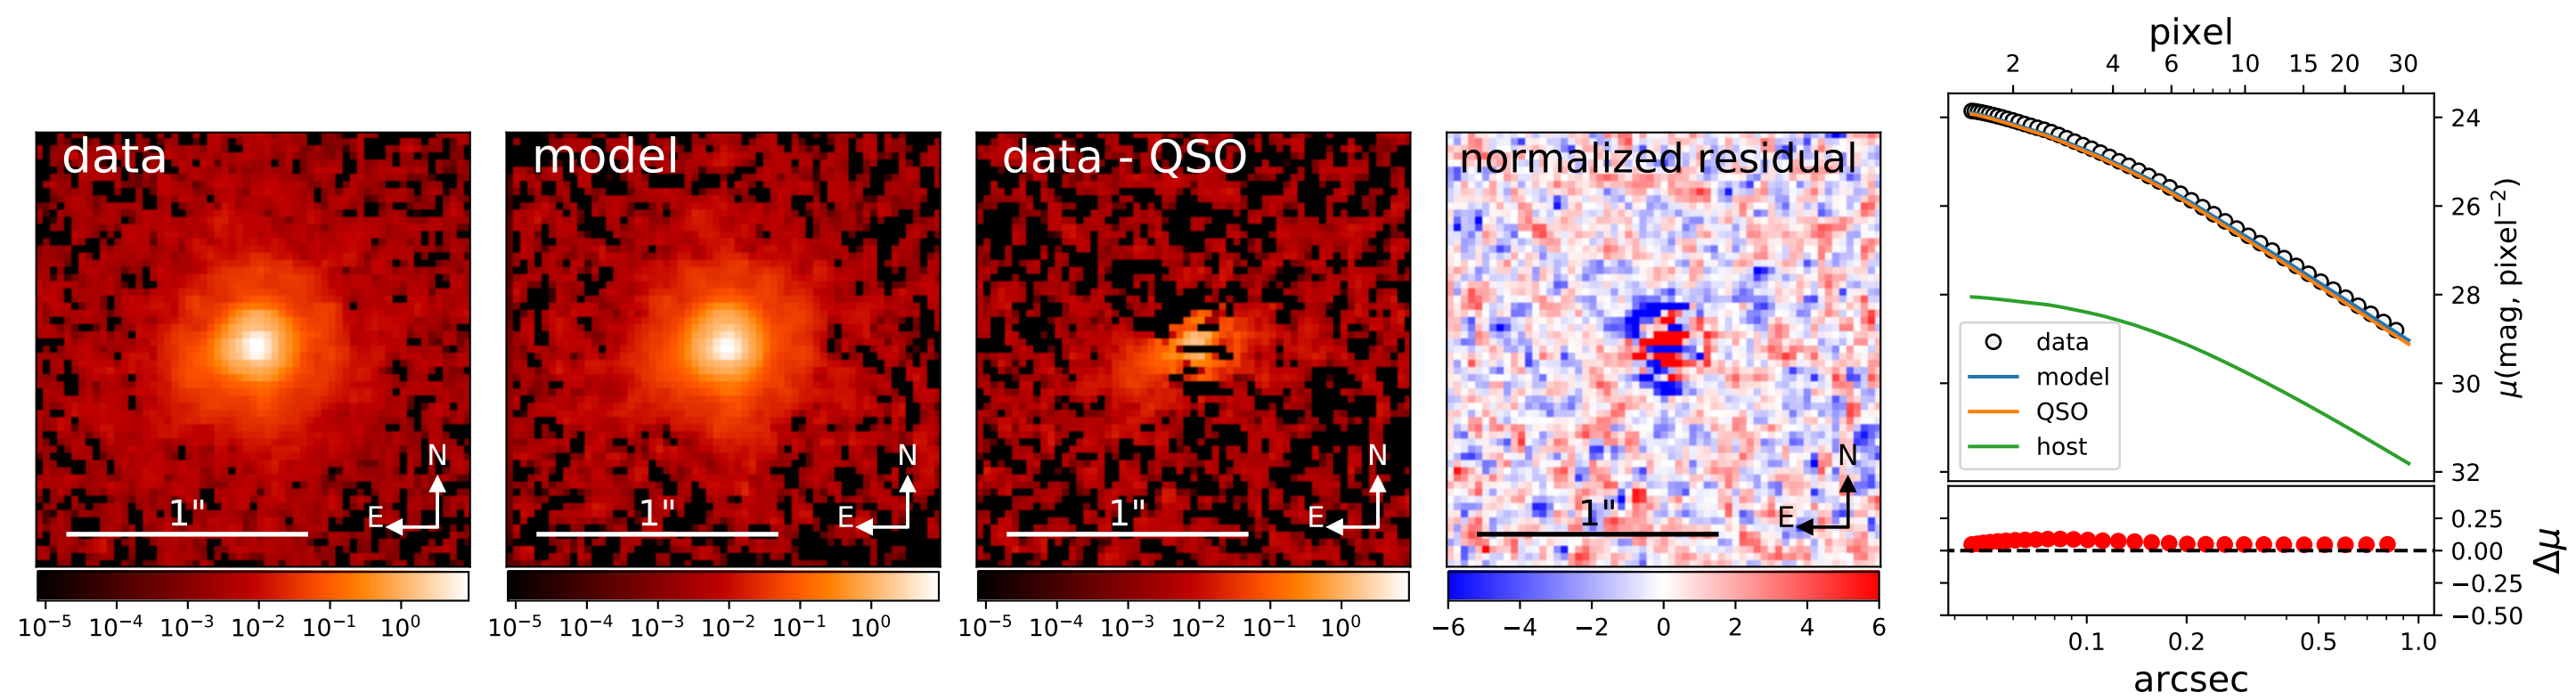 data
N
E
1"
10⁻⁵ 10⁻⁴ 10⁻³ 10⁻² 10⁻¹ 10⁰
model
N
E
1"
10⁻⁵ 10⁻⁴ 10⁻³ 10⁻² 10⁻¹ 10⁰
data - QSO
N
E
1"
10⁻⁵ 10⁻⁴ 10⁻³ 10⁻² 10⁻¹ 10⁰
normalized residual
N
E
1"
−6 −4 −2 0 2 4 6
pixel
2 4 6 10 15 20 30
24
26
28
30
32
μ(mag, pixel⁻²)
data
model
QSO
host
0.25
0.00
−0.25
−0.50
Δμ
0.1 0.2 0.5 1.0
arcsec